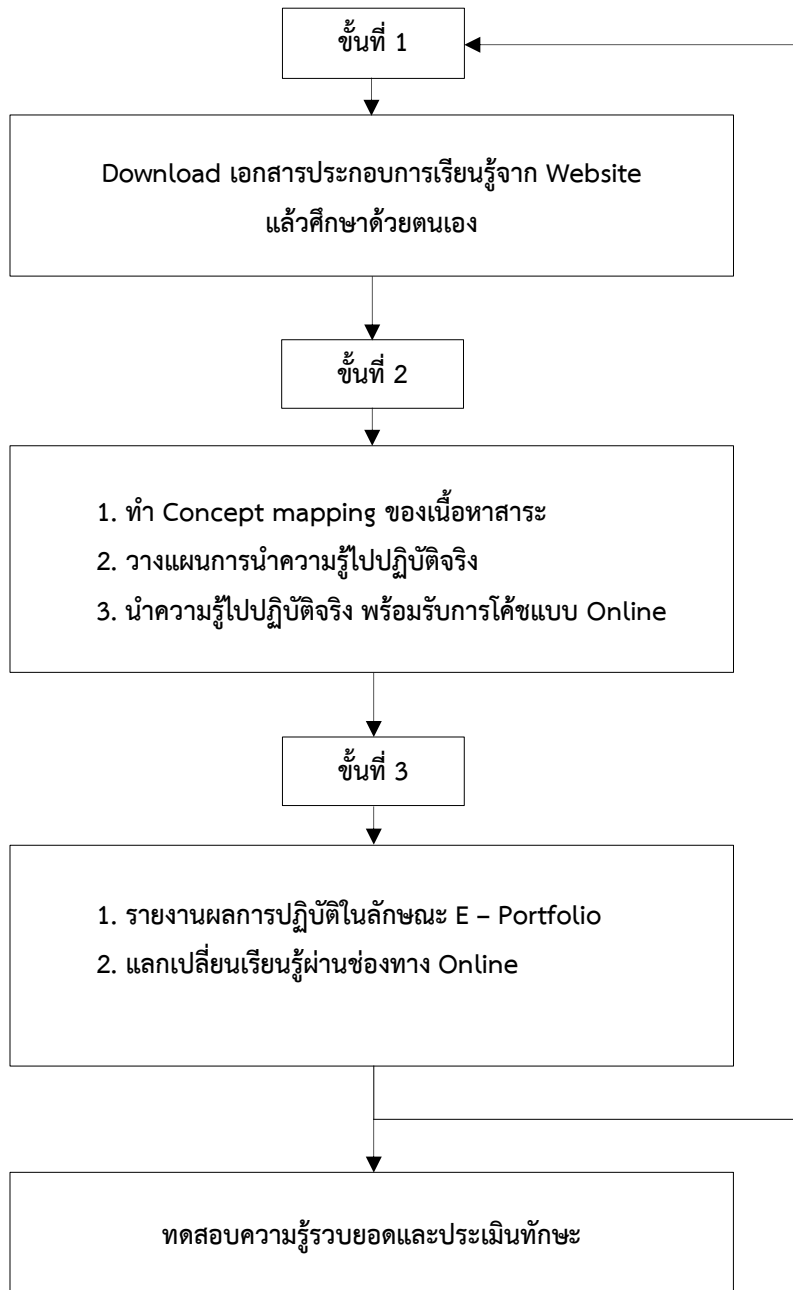 ขั้นที่ 1
Download เอกสารประกอบการเรียนรู้จาก Website
แล้วศึกษาด้วยตนเอง
ขั้นที่ 2
1. ทำ Concept mapping ของเนื้อหาสาระ
2. วางแผนการนำความรู้ไปปฏิบัติจริง
3. นำความรู้ไปปฏิบัติจริง พร้อมรับการโค้ชแบบ Online
ขั้นที่ 3
1. รายงานผลการปฏิบัติในลักษณะ E – Portfolio
2. แลกเปลี่ยนเรียนรู้ผ่านช่องทาง Online
ทดสอบความรู้รวบยอดและประเมินทักษะ